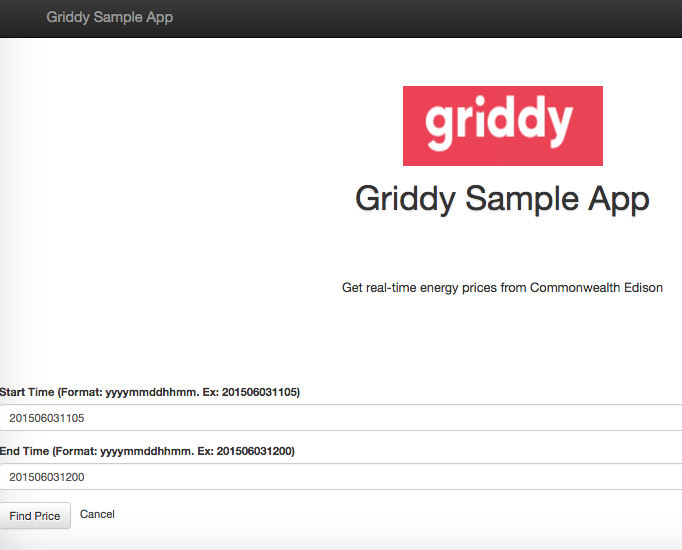 Griddy Sample App
griddy
Griddy Sample App
Get real-time energy prices from Commonwealth Edison
Start Time (Format: yyyymmddhhmm. Ex: 201506031105)
201506031105
End Time (Format: yyyymmddhhmm. Ex: 201506031200)
201506031200
Find Price Cancel